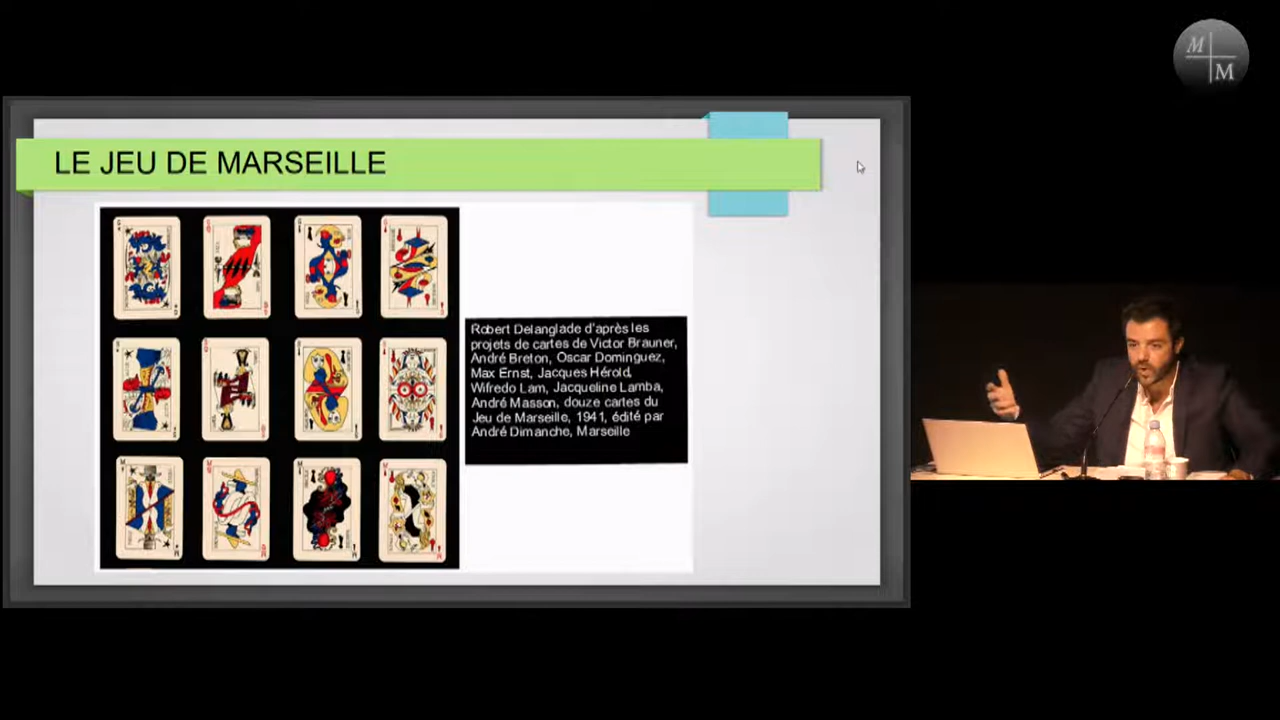 M
M
LE JEU DE MARSEILLE
Robert Delanglade d'après les
projets de cartes de Victor Brauner,
André Breton, Oscar Dominguez,
Max Ernst, Jacques Hérold,
Wifredo Lam, Jacqueline Lamba,
André Masson, douze cartes du
Jeu de Marseille, 1941, édité par
André Dimanche, Marseille